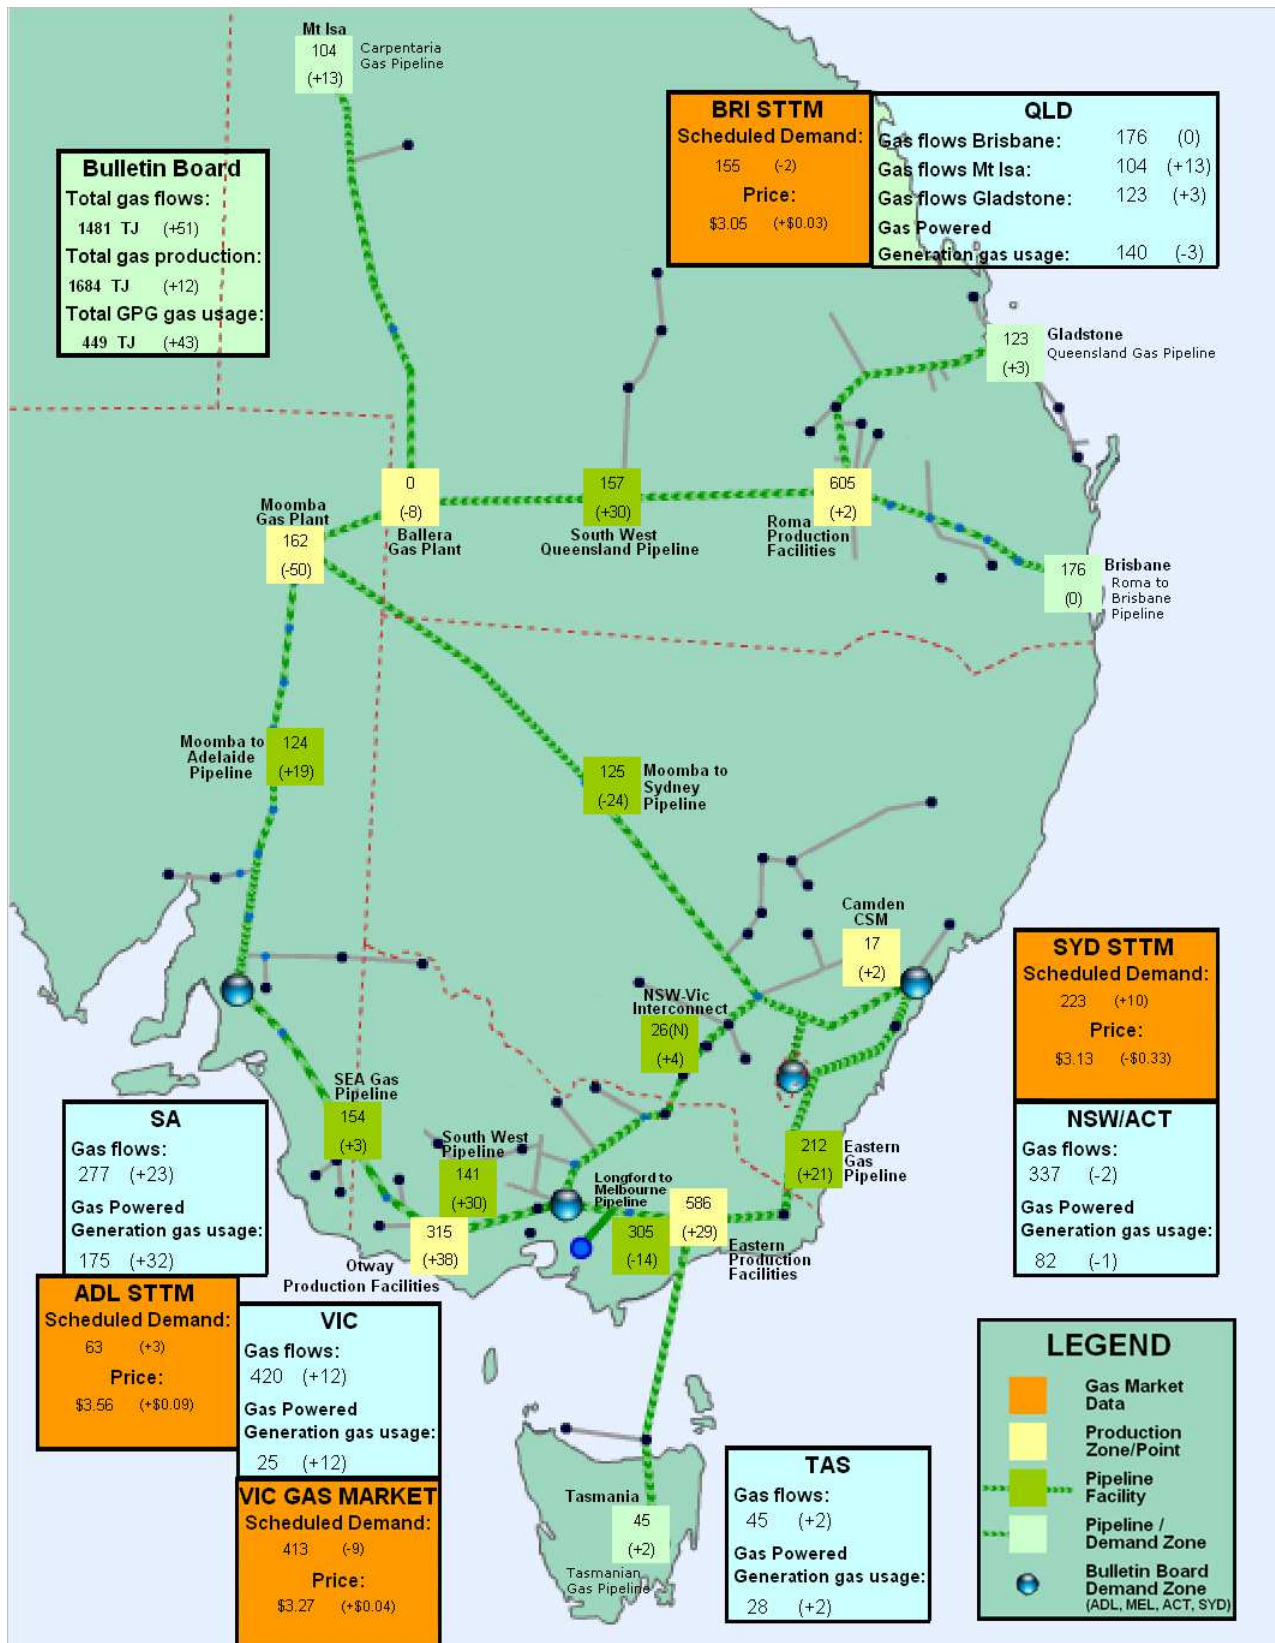 Mt Isa
104
(+13)
Carpentaria
Gas Pipeline
BRI STTM
Scheduled Demand:
155 (-2)
Price:
$3.05 (+$0.03)
QLD
Gas flows Brisbane: 176 (0)
Gas flows Mt Isa: 104 (+13)
Gas flows Gladstone: 123 (+3)
Gas Powered
Generation gas usage: 140 (-3)
Bulletin Board
Total gas flows:
1481 TJ (+51)
Total gas production:
1684 TJ (+12)
Total GPG gas usage:
449 TJ (+43)
123
(+3)
Gladstone
Queensland Gas Pipeline
0
(-8)
Ballera
Gas Plant
157
(+30)
South West
Queensland Pipeline
605
(+2)
Roma
Production
Facilities
Moomba
Gas Plant
162
(-50)
176
(0)
Brisbane
Roma to
Brisbane
Pipeline
Moomba to
Adelaide
Pipeline
124
(+19)
125
(-24)
Moomba to
Sydney
Pipeline
Camden
CSM
17
(+2)
NSW-Vic
Interconnect
26(N)
(+4)
SYD STTM
Scheduled Demand:
223 (+10)
Price:
$3.13 (-$0.33)
NSW/ACT
Gas flows:
337 (-2)
Gas Powered
Generation gas usage:
82 (-1)
SEA Gas
Pipeline
154
(+3)
South West
Pipeline
141
(+30)
Longford to
Melbourne
Pipeline
305
(-14)
586
(+29)
Eastern
Production
Facilities
212
(+21)
Eastern
Gas
Pipeline
315
(+38)
Otway
Production Facilities
SA
Gas flows:
277 (+23)
Gas Powered
Generation gas usage:
175 (+32)
ADL STTM
Scheduled Demand:
63 (+3)
Price:
$3.56 (+$0.09)
VIC
Gas flows:
420 (+12)
Gas Powered
Generation gas usage:
25 (+12)
VIC GAS MARKET
Scheduled Demand:
413 (-9)
Price:
$3.27 (+$0.04)
Tasmania
45
(+2)
Tasmanian
Gas Pipeline
TAS
Gas flows:
45 (+2)
Gas Powered
Generation gas usage:
28 (+2)
LEGEND
Gas Market
Data
Production
Zone/Point
Pipeline
Facility
Pipeline /
Demand Zone
Bulletin Board
Demand Zone
(ADL, MEL, ACT, SYD)